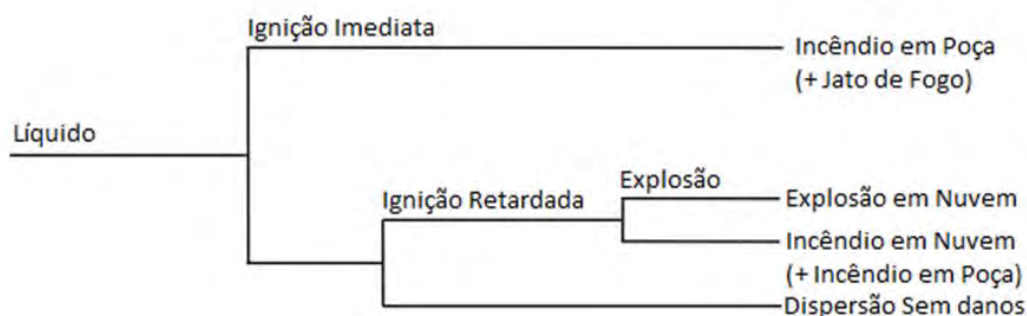 Ignição Imediata
Incêndio em Poça
(+ Jato de Fogo)
Líquido
Explosão
Ignição Retardada
Explosão em Nuvem
Incêndio em Nuvem
(+ Incêndio em Poça)
Dispersão Sem danos